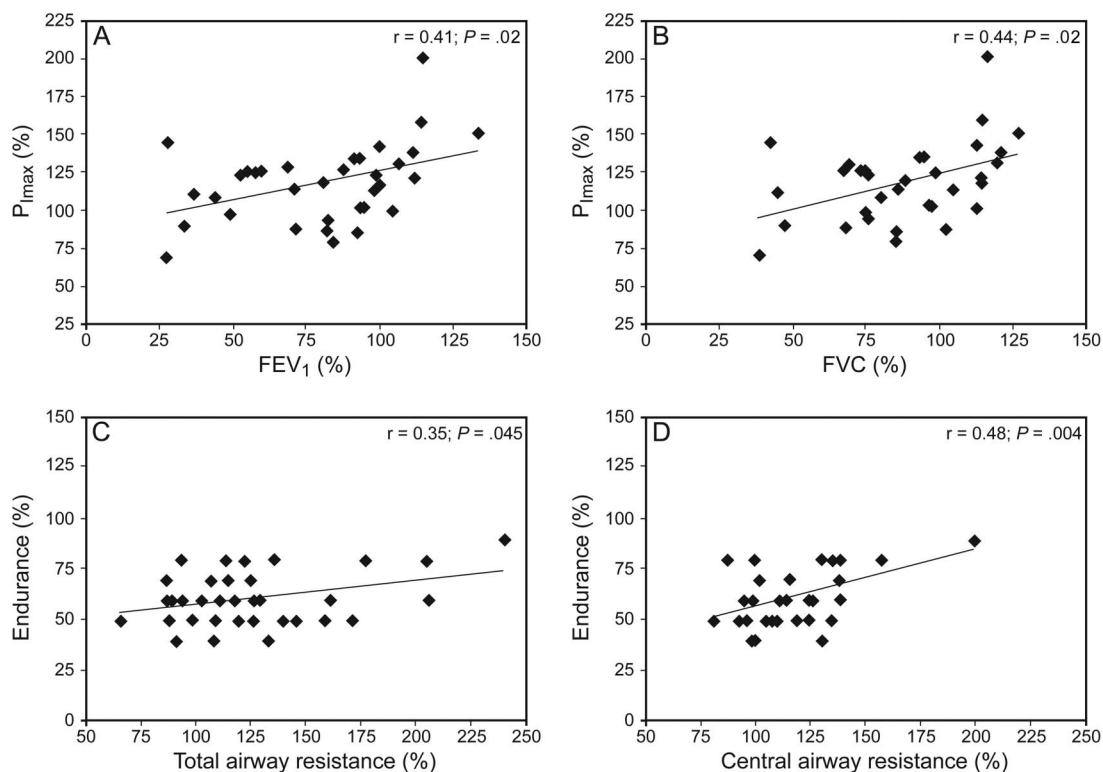 A
r = 0.41; P = .02
225
200
175
150
125
100
75
50
25
PImax (%)
0 25 50 75 100 125 150
FEV1 (%)
B
r = 0.44; P = .02
225
200
175
150
125
100
75
50
25
PImax (%)
0 25 50 75 100 125 150
FVC (%)
C
r = 0.35; P = .045
150
125
100
75
50
25
0
Endurance (%)
50 75 100 125 150 175 200 225 250
Total airway resistance (%)
D
r = 0.48; P = .004
150
125
100
75
50
25
0
Endurance (%)
50 75 100 125 150 175 200 225 250
Central airway resistance (%)